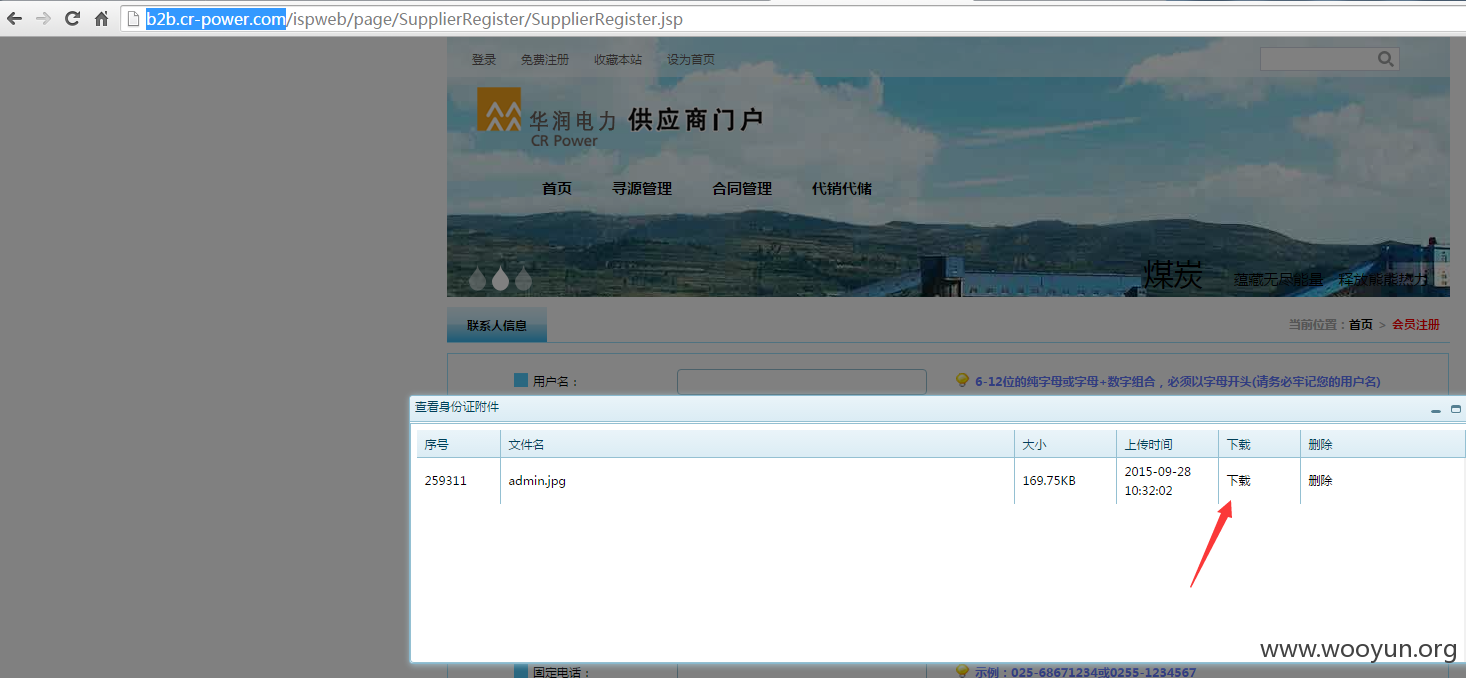 b2b.cr-power.com/ispweb/page/SupplierRegister/SupplierRegister.jsp
登录 免费注册 收藏本站 设为首页
华润电力 供应商门户
CR Power
首页 寻源管理 合同管理 代销代储
煤炭 蕴藏无尽能量 释放熊熊热力
联系人信息 当前位置：首页 > 会员注册
用户名： 6-12位的纯字母或字母+数字组合，必须以字母开头(请务必牢记您的用户名)
查看身份证附件
序号 文件名 大小 上传时间 下载 删除
259311 admin.jpg 169.75KB 2015-09-28 下载 删除
10:32:02
www.wooyun.org
固定电话： 示例：025-68671234或0255-1234567